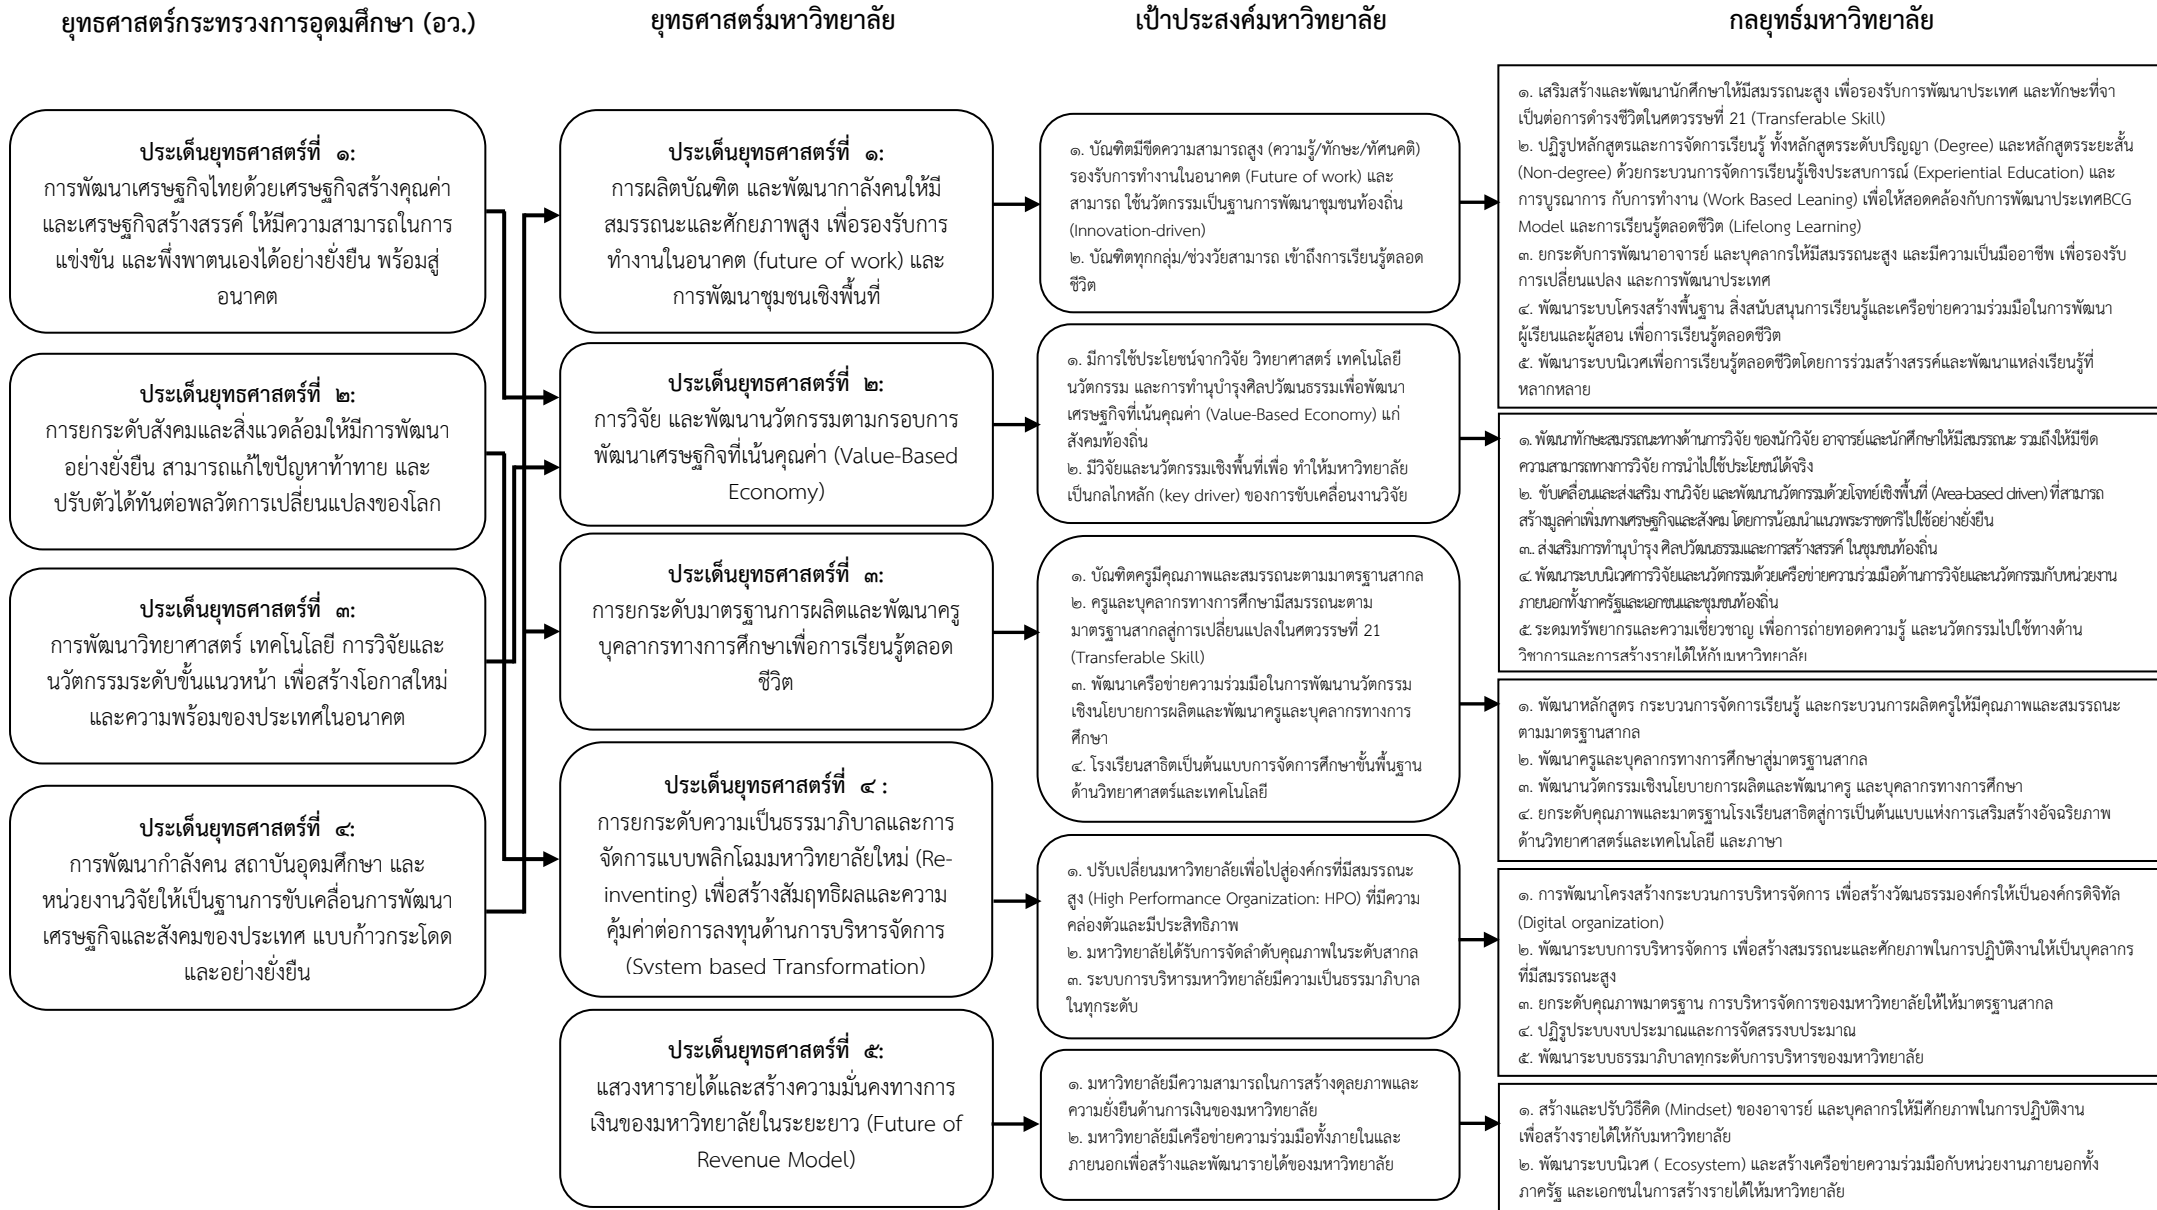 ยุทธศาสตร์กระทรวงการอุดมศึกษา (อว.)
ยุทธศาสตร์มหาวิทยาลัย
เป้าประสงค์มหาวิทยาลัย
กลยุทธ์มหาวิทยาลัย
ประเด็นยุทธศาสตร์ที่ ๑:
การพัฒนาเศรษฐกิจไทยด้วยเศรษฐกิจสร้างคุณค่า
และเศรษฐกิจสร้างสรรค์ ให้มีความสามารถในการ
แข่งขัน และพึ่งพาตนเองได้อย่างยั่งยืน พร้อมสู่
อนาคต
ประเด็นยุทธศาสตร์ที่ ๒:
การยกระดับสังคมและสิ่งแวดล้อมให้มีการพัฒนา
อย่างยั่งยืน สามารถแก้ไขปัญหาท้าทาย และ
ปรับตัวได้ทันต่อพลวัตการเปลี่ยนแปลงของโลก
ประเด็นยุทธศาสตร์ที่ ๓:
การพัฒนาวิทยาศาสตร์ เทคโนโลยี การวิจัยและ
นวัตกรรมระดับขั้นแนวหน้า เพื่อสร้างโอกาสใหม่
และความพร้อมของประเทศในอนาคต
ประเด็นยุทธศาสตร์ที่ ๔:
การพัฒนากำลังคน สถาบันอุดมศึกษา และ
หน่วยงานวิจัยให้เป็นฐานการขับเคลื่อนการพัฒนา
เศรษฐกิจและสังคมของประเทศ แบบก้าวกระโดด
และอย่างยั่งยืน
ประเด็นยุทธศาสตร์ที่ ๑:
การผลิตบัณฑิต และพัฒนากาลังคนให้มี
สมรรถนะและศักยภาพสูง เพื่อรองรับการ
ทำงานในอนาคต (future of work) และ
การพัฒนาชุมชนเชิงพื้นที่
ประเด็นยุทธศาสตร์ที่ ๒:
การวิจัย และพัฒนานวัตกรรมตามกรอบการ
พัฒนาเศรษฐกิจที่เน้นคุณค่า (Value-Based
Economy)
ประเด็นยุทธศาสตร์ที่ ๓:
การยกระดับมาตรฐานการผลิตและพัฒนาครู
บุคลากรทางการศึกษาเพื่อการเรียนรู้ตลอด
ชีวิต
ประเด็นยุทธศาสตร์ที่ ๔ :
การยกระดับความเป็นธรรมาภิบาลและการ
จัดการแบบพลิกโฉมมหาวิทยาลัยใหม่ (Re-
inventing) เพื่อสร้างสัมฤทธิผลและความ
คุ้มค่าต่อการลงทุนด้านการบริหารจัดการ
(System based Transformation)
ประเด็นยุทธศาสตร์ที่ ๕:
แสวงหารายได้และสร้างความมั่นคงทางการ
เงินของมหาวิทยาลัยในระยะยาว (Future of
Revenue Model)
๑. บัณฑิตมีขีดความสามารถสูง (ความรู้/ทักษะ/ทัศนคติ)
รองรับการทำงานในอนาคต (Future of work) และ
สามารถ ใช้นวัตกรรมเป็นฐานการพัฒนาชุมชนท้องถิ่น
(Innovation-driven)
๒. บัณฑิตทุกกลุ่ม/ช่วงวัยสามารถ เข้าถึงการเรียนรู้ตลอด
ชีวิต
๑. มีการใช้ประโยชน์จากวิจัย วิทยาศาสตร์ เทคโนโลยี
นวัตกรรม และการทำนุบำรุงศิลปวัฒนธรรมเพื่อพัฒนา
เศรษฐกิจที่เน้นคุณค่า (Value-Based Economy) แก่
สังคมท้องถิ่น
๒. มีวิจัยและนวัตกรรมเชิงพื้นที่เพื่อ ทำให้มหาวิทยาลัย
เป็นกลไกหลัก (key driver) ของการขับเคลื่อนงานวิจัย
๑. บัณฑิตครูมีคุณภาพและสมรรถนะตามมาตรฐานสากล
๒. ครูและบุคลากรทางการศึกษามีสมรรถนะตาม
มาตรฐานสากลสู่การเปลี่ยนแปลงในศตวรรษที่ 21
(Transferable Skill)
๓. พัฒนาเครือข่ายความร่วมมือในการพัฒนานวัตกรรม
เชิงนโยบายการผลิตและพัฒนาครูและบุคลากรทางการ
ศึกษา
๔. โรงเรียนสาธิตเป็นต้นแบบการจัดการศึกษาขั้นพื้นฐาน
ด้านวิทยาศาสตร์และเทคโนโลยี
๑. ปรับเปลี่ยนมหาวิทยาลัยเพื่อไปสู่องค์กรที่มีสมรรถนะ
สูง (High Performance Organization: HPO) ที่มีความ
คล่องตัวและมีประสิทธิภาพ
๒. มหาวิทยาลัยได้รับการจัดลำดับคุณภาพในระดับสากล
๓. ระบบการบริหารมหาวิทยาลัยมีความเป็นธรรมาภิบาล
ในทุกระดับ
๑. มหาวิทยาลัยมีความสามารถในการสร้างดุลยภาพและ
ความยั่งยืนด้านการเงินของมหาวิทยาลัย
๒. มหาวิทยาลัยมีเครือข่ายความร่วมมือทั้งภายในและ
ภายนอกเพื่อสร้างและพัฒนารายได้ของมหาวิทยาลัย
๑. เสริมสร้างและพัฒนานักศึกษาให้มีสมรรถนะสูง เพื่อรองรับการพัฒนาประเทศ และทักษะที่จา
เป็นต่อการดำรงชีวิตในศตวรรษที่ 21 (Transferable Skill)
๒. ปฏิรูปหลักสูตรและการจัดการเรียนรู้ ทั้งหลักสูตรระดับปริญญา (Degree) และหลักสูตรระยะสั้น
(Non-degree) ด้วยกระบวนการจัดการเรียนรู้เชิงประสบการณ์ (Experiential Education) และ
การบูรณาการ กับการทำงาน (Work Based Leaning) เพื่อให้สอดคล้องกับการพัฒนาประเทศBCG
Model และการเรียนรู้ตลอดชีวิต (Lifelong Learning)
๓. ยกระดับการพัฒนาอาจารย์ และบุคลากรให้มีสมรรถนะสูง และมีความเป็นมืออาชีพ เพื่อรองรับ
การเปลี่ยนแปลง และการพัฒนาประเทศ
๔. พัฒนาระบบโครงสร้างพื้นฐาน สิ่งสนับสนุนการเรียนรู้และเครือข่ายความร่วมมือในการพัฒนา
ผู้เรียนและผู้สอน เพื่อการเรียนรู้ตลอดชีวิต
๕. พัฒนาระบบนิเวศเพื่อการเรียนรู้ตลอดชีวิตโดยการร่วมสร้างสรรค์และพัฒนาแหล่งเรียนรู้ที่
หลากหลาย
๑. พัฒนาทักษะสมรรถนะทางด้านการวิจัย ของนักวิจัย อาจารย์และนักศึกษาให้มีสมรรถนะ รวมถึงให้มีขีด
ความสามารถทางการวิจัย การนำไปใช้ประโยชน์ได้จริง
๒. ขับเคลื่อนและส่งเสริม งานวิจัย และพัฒนานวัตกรรมด้วยโจทย์เชิงพื้นที่ (Area-based driven) ที่สามารถ
สร้างมูลค่าเพิ่มทางเศรษฐกิจและสังคม โดยการน้อมนำแนวพระราชดาริไปใช้อย่างยั่งยืน
๓.. ส่งเสริมการทำนุบำรุง ศิลปวัฒนธรรมและการสร้างสรรค์ ในชุมชนท้องถิ่น
๔. พัฒนาระบบนิเวศการวิจัยและนวัตกรรมด้วยเครือข่ายความร่วมมือด้านการวิจัยและนวัตกรรมกับหน่วยงาน
ภายนอกทั้งภาครัฐและเอกชนและชุมชนท้องถิ่น
๕. ระดมทรัพยากรและความเชี่ยวชาญ เพื่อการถ่ายทอดความรู้ และนวัตกรรมไปใช้ทางด้าน
วิชาการและการสร้างรายได้ให้กับมหาวิทยาลัย
๑. พัฒนาหลักสูตร กระบวนการจัดการเรียนรู้ และกระบวนการผลิตครูให้มีคุณภาพและสมรรถนะ
ตามมาตรฐานสากล
๒. พัฒนาครูและบุคลากรทางการศึกษาสู่มาตรฐานสากล
๓. พัฒนานวัตกรรมเชิงนโยบายการผลิตและพัฒนาครู และบุคลากรทางการศึกษา
๔. ยกระดับคุณภาพและมาตรฐานโรงเรียนสาธิตสู่การเป็นต้นแบบแห่งการเสริมสร้างอัจฉริยภาพ
ด้านวิทยาศาสตร์และเทคโนโลยี และภาษา
๑. การพัฒนาโครงสร้างกระบวนการบริหารจัดการ เพื่อสร้างวัฒนธรรมองค์กรให้เป็นองค์กรดิจิทัล
(Digital organization)
๒. พัฒนาระบบการบริหารจัดการ เพื่อสร้างสมรรถนะและศักยภาพในการปฏิบัติงานให้เป็นบุคลากร
ที่มีสมรรถนะสูง
๓. ยกระดับคุณภาพมาตรฐาน การบริหารจัดการของมหาวิทยาลัยให้ให้มาตรฐานสากล
๔. ปฏิรูประบบงบประมาณและการจัดสรรงบประมาณ
๕. พัฒนาระบบธรรมาภิบาลทุกระดับการบริหารของมหาวิทยาลัย
๑. สร้างและปรับวิธีคิด (Mindset) ของอาจารย์ และบุคลากรให้มีศักยภาพในการปฏิบัติงาน
เพื่อสร้างรายได้ให้กับมหาวิทยาลัย
๒. พัฒนาระบบนิเวศ ( Ecosystem) และสร้างเครือข่ายความร่วมมือกับหน่วยงานภายนอกทั้ง
ภาครัฐ และเอกชนในการสร้างรายได้ให้มหาวิทยาลัย